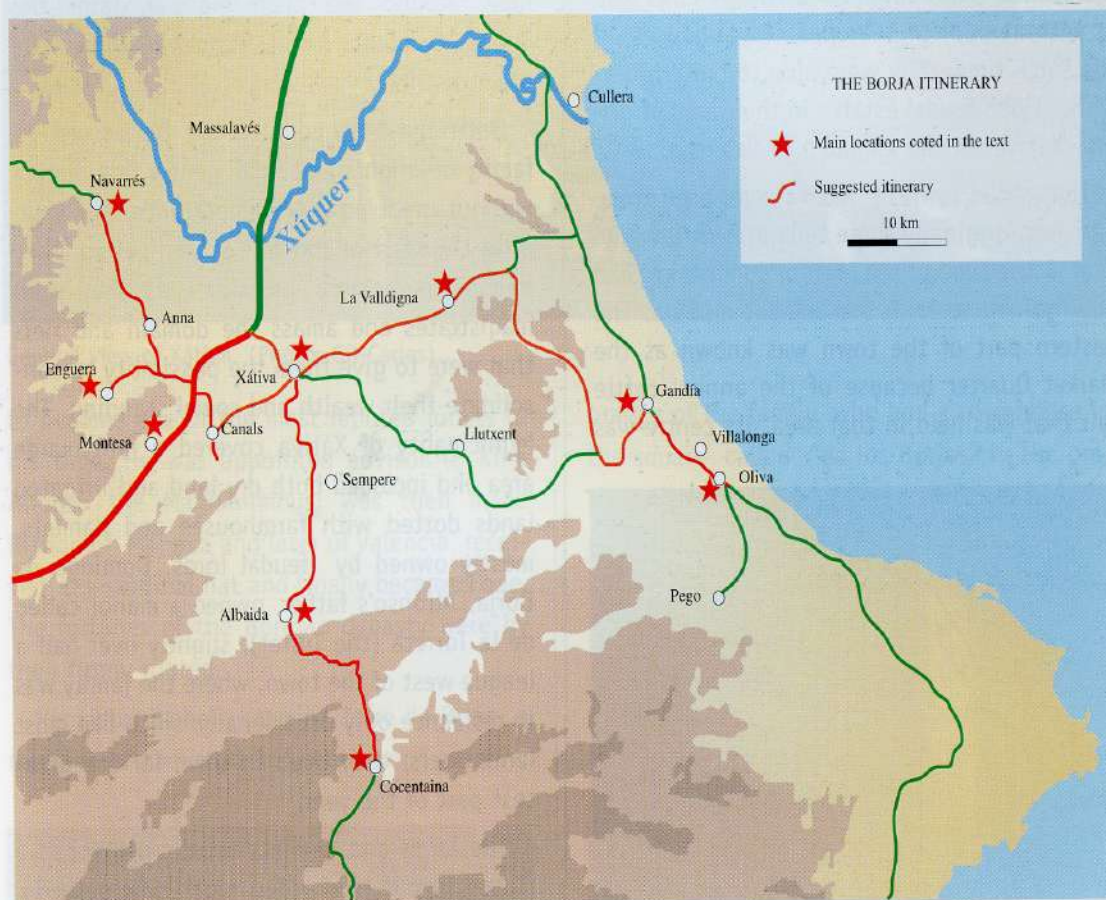 THE BORJA ITINERARY
Main locations coted in the text
Suggested itinerary
10 km
Cullera
Massalavés
Navarrés
Xúquer
La Valldigna
Anna
Enguera
Xátiva
Gandía
Montesa
Canals
Llutxent
Villalonga
Sempere
Oliva
Pego
Albaida
Cocentaina